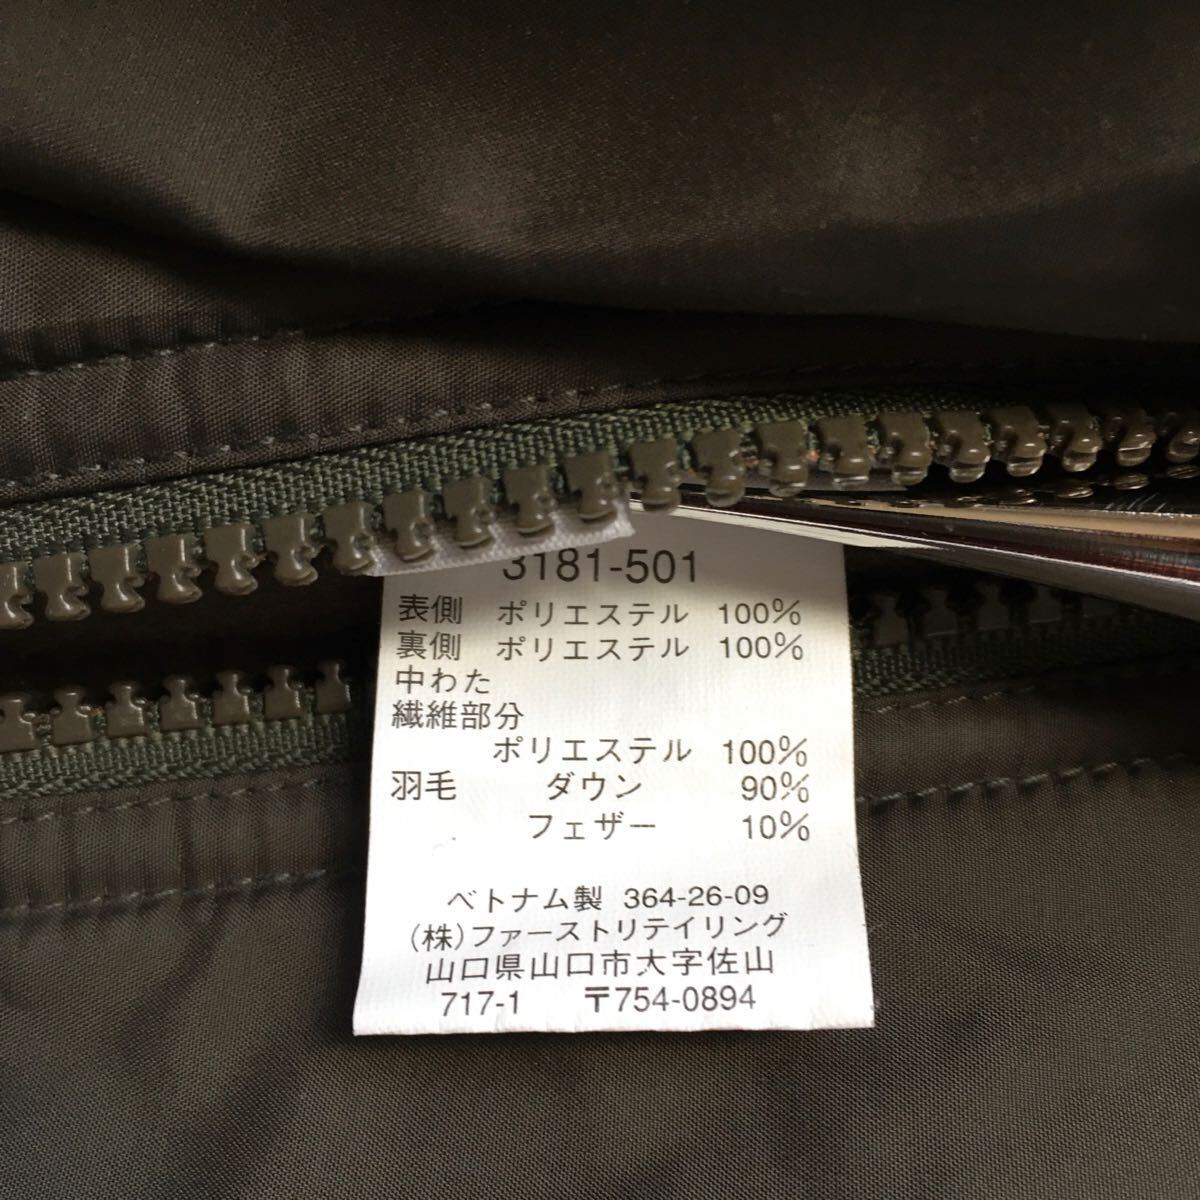 3181-501
表側 ポリエステル 100%
裏側 ポリエステル 100%
中わた
繊維部分
ポリエステル 100%
羽毛 ダウン 90%
フェザー 10%
ベトナム製 364-26-09
(株)ファーストリテイリング
山口県山口市大字佐山
717-1 〒754-0894